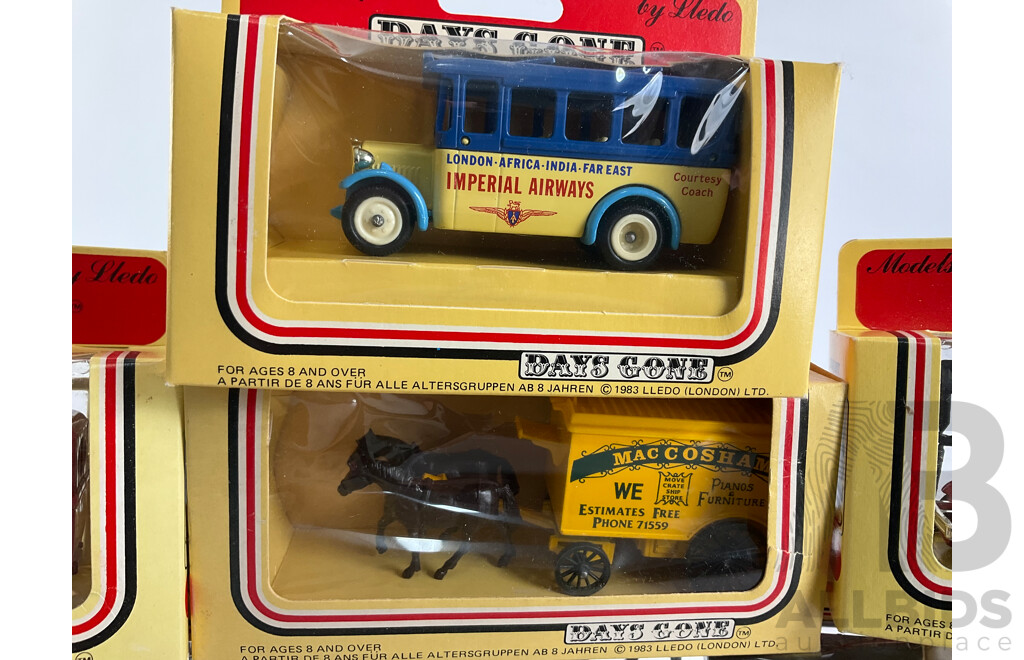 by Lledo
DAYS GONE
LONDON·AFRICA·INDIA·FAR EAST
IMPERIAL AIRWAYS
Courtesy
Coach
DAYS GONE TM
FOR AGES 8 AND OVER
A PARTIR DE 8 ANS FÜR ALLE ALTERSGRUPPEN AB 8 JAHREN © 1983 LLEDO (LONDON) LTD.
y Lledo
Models
MACCOSHAM
WE
MOVE
CRATE
SHIP
STORE
PIANOS
&
FURNITURE
ESTIMATES FREE
PHONE 71559
DAYS GONE TM
FOR AGES 8 AND OVER
A PARTIR DE 8 ANS FÜR ALLE ALTERSGRUPPEN AB 8 JAHREN © 1983 LLEDO (LONDON) LTD.
TM
FOR AGES 8
A PARTIR D
B
ALLBIDS